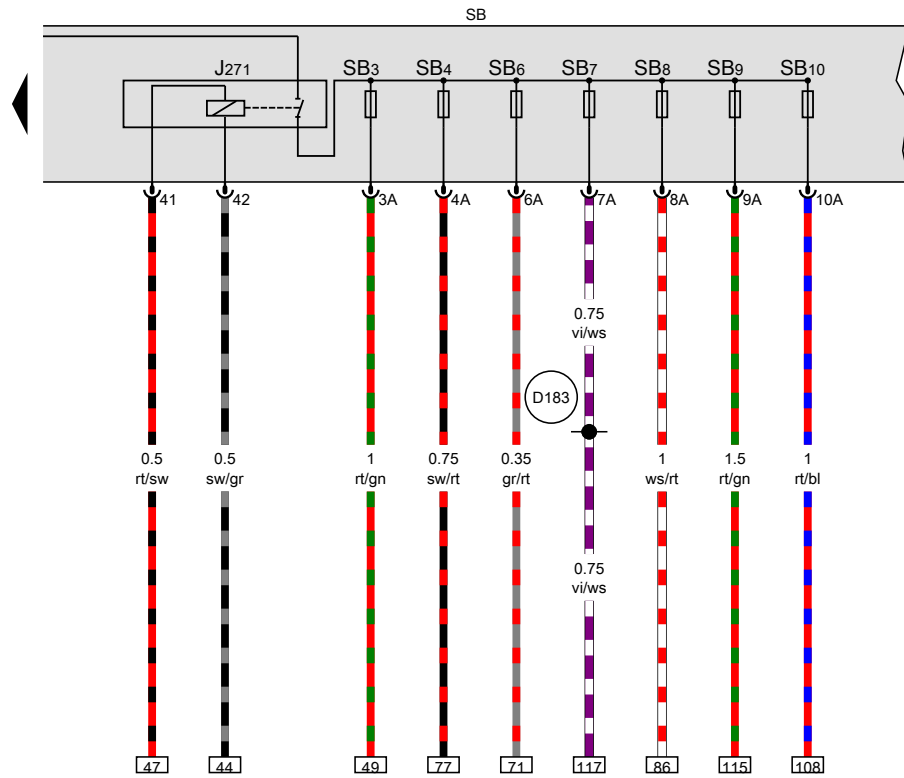 SB
J271 SB3 SB4 SB6 SB7 SB8 SB9 SB10
41 42 3A 4A 6A 7A 8A 9A 10A
0.75
vi/ws
D183
0.5 0.5 1 0.75 0.35 1 1.5 1
rt/sw sw/gr rt/gn sw/rt gr/rt ws/rt rt/gn rt/bl
0.75
vi/ws
47 44 49 77 71 117 86 115 108